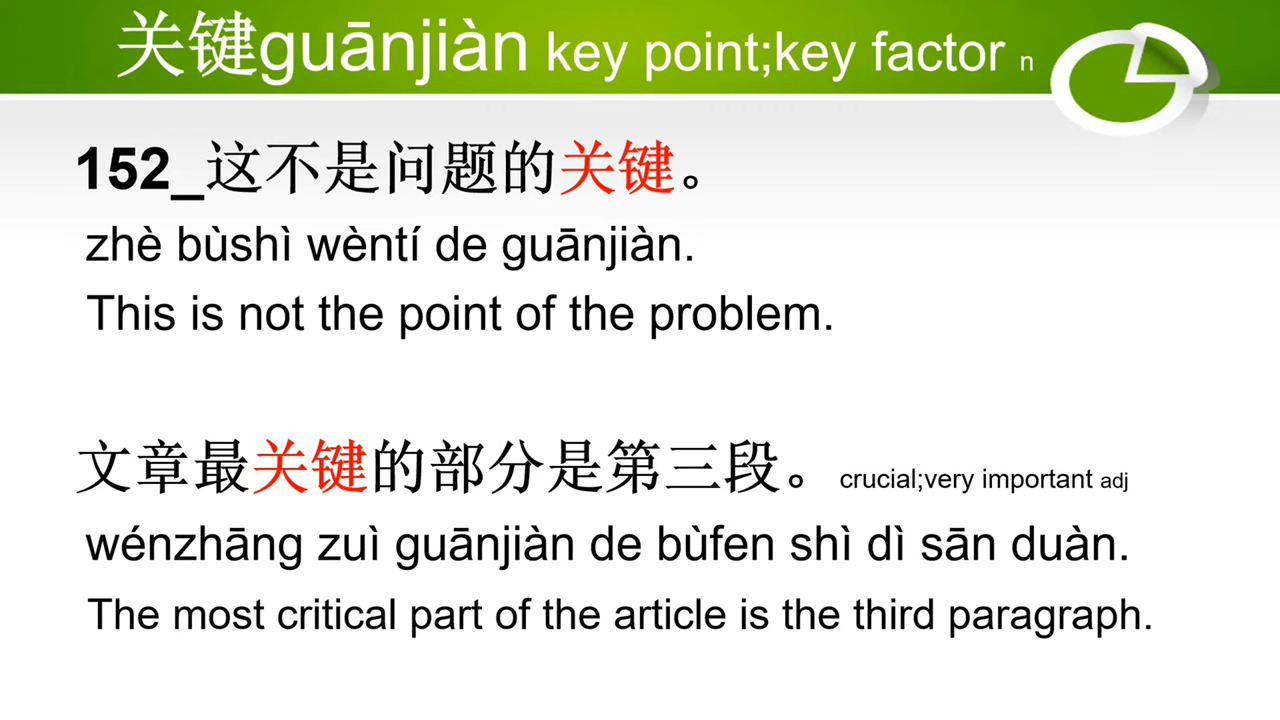 关键guānjiàn key point;key factor n
152_这不是问题的关键。
zhè bùshì wèntí de guānjiàn.
This is not the point of the problem.
文章最关键的部分是第三段。 crucial;very important adj
wénzhāng zuì guānjiàn de bùfen shì dì sān duàn.
The most critical part of the article is the third paragraph.